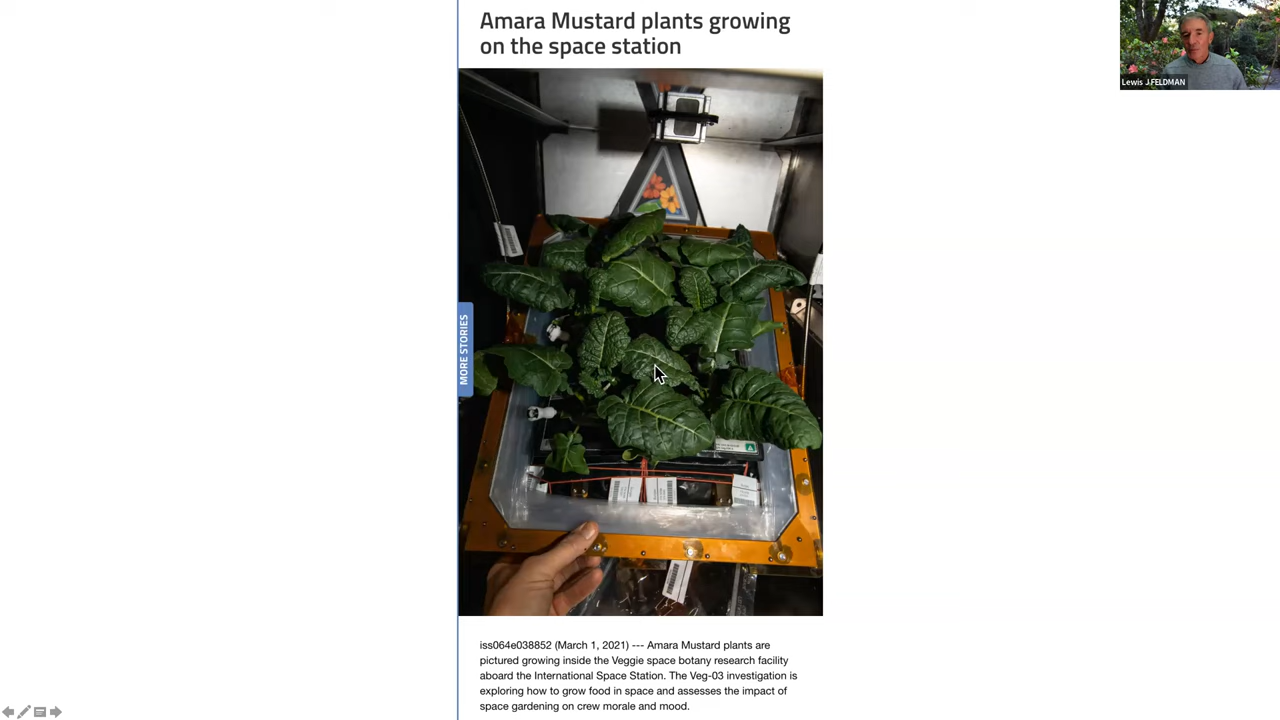 Amara Mustard plants growing
on the space station
Lewis J FELDMAN
MORE STORIES
iss064e038852 (March 1, 2021) --- Amara Mustard plants are
pictured growing inside the Veggie space botany research facility
aboard the International Space Station. The Veg-03 investigation is
exploring how to grow food in space and assesses the impact of
space gardening on crew morale and mood.